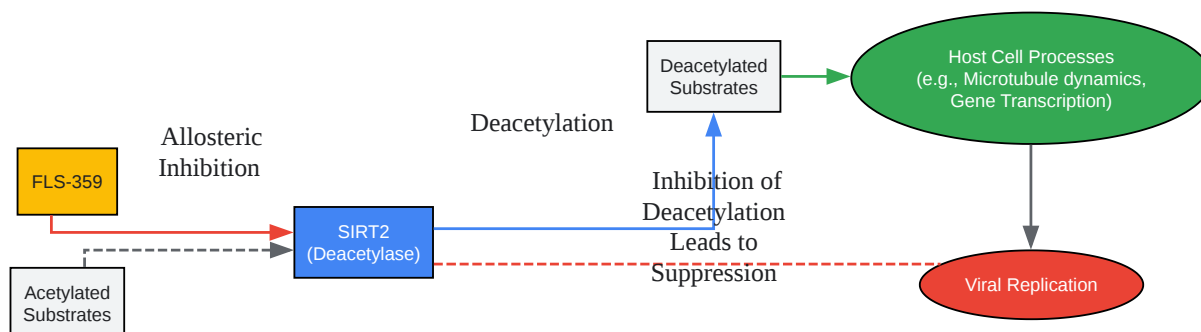 Deacetylated
Substrates
Host Cell Processes
(e.g., Microtubule dynamics,
Gene Transcription)
Deacetylation
Allosteric
Inhibition
FLS-359
Inhibition of
Deacetylation
Leads to
Suppression
SIRT2
(Deacetylase)
Viral Replication
Acetylated
Substrates